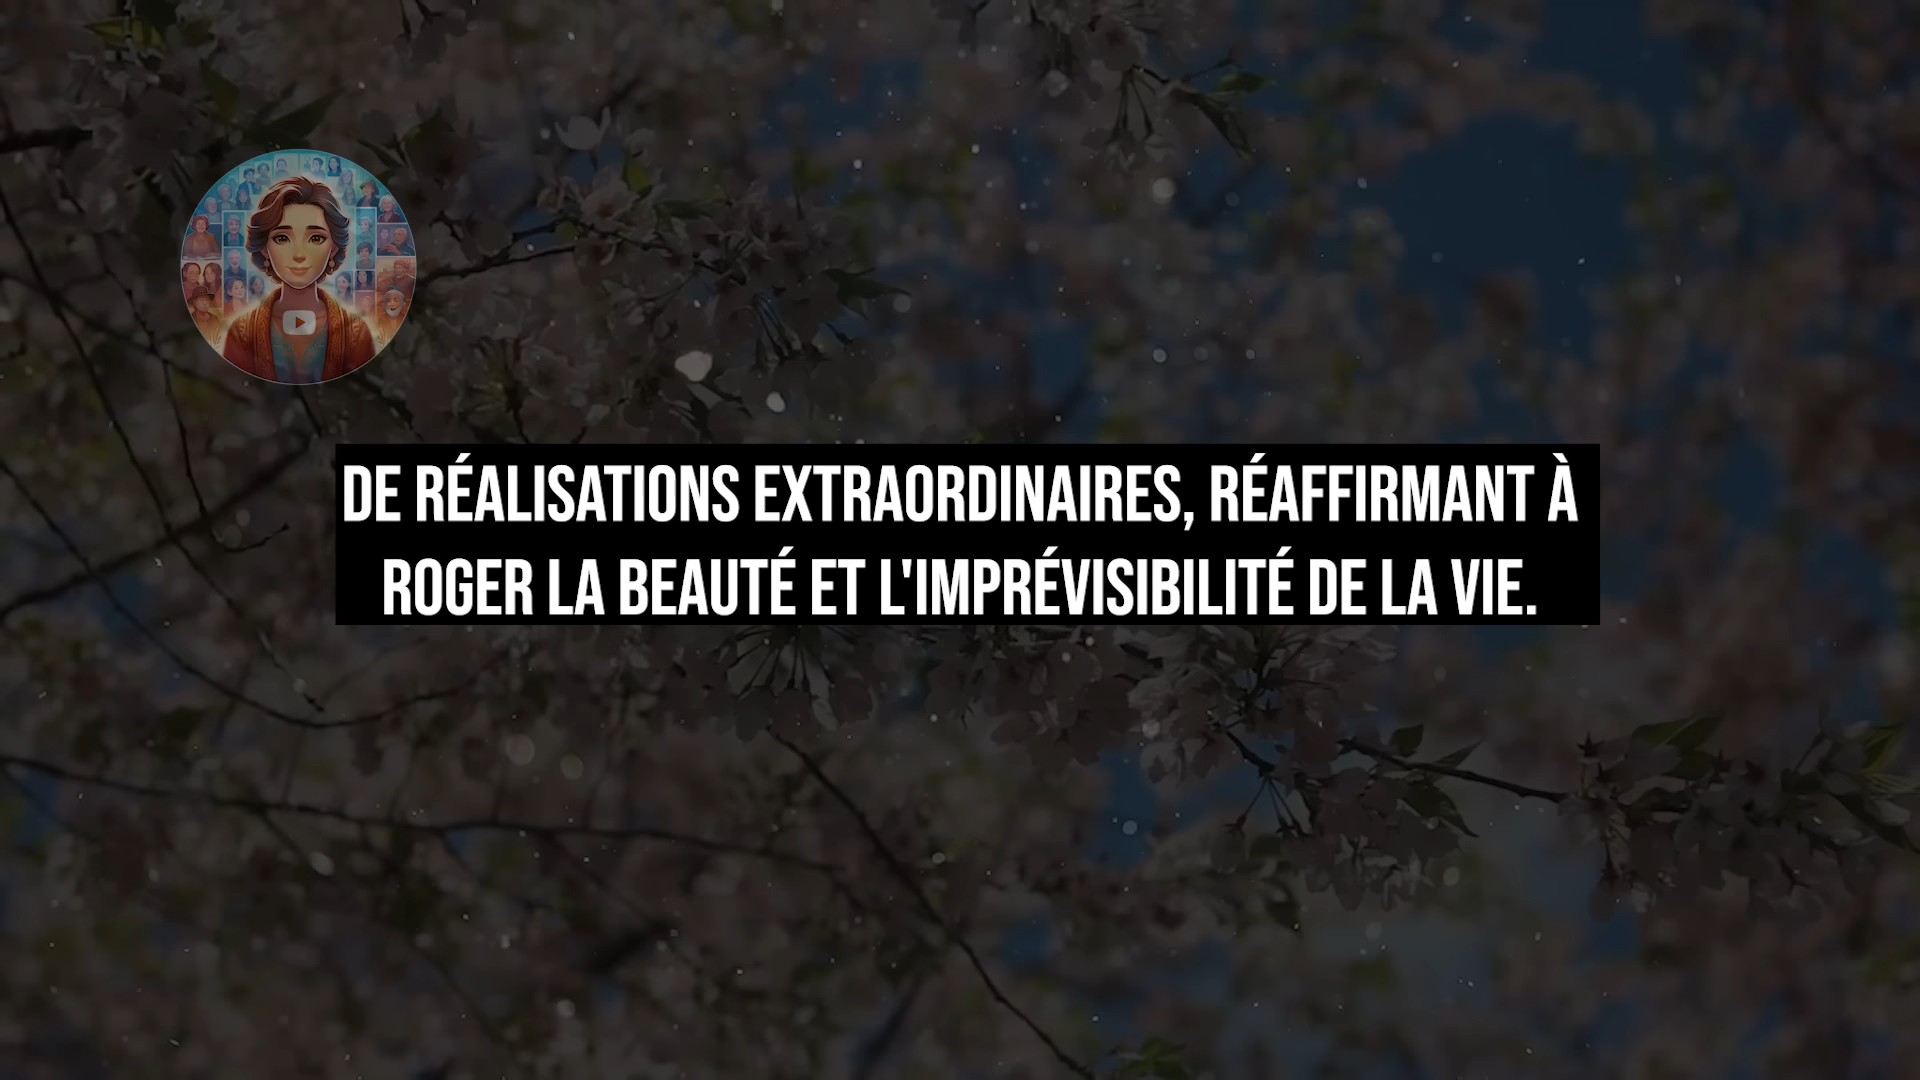 DE RÉALISATIONS EXTRAORDINAIRES, RÉAFFIRMANT À
ROGER LA BEAUTÉ ET L'IMPRÉVISIBILITÉ DE LA VIE.